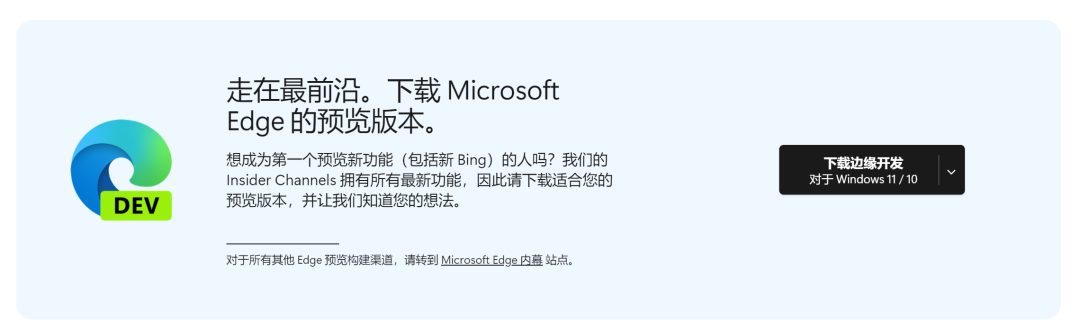 走在最前沿。下载 Microsoft
Edge 的预览版本。
想成为第一个预览新功能（包括新 Bing）的人吗？我们的
Insider Channels 拥有所有最新功能，因此请下载适合您的
预览版本，并让我们知道您的想法。
DEV
下载边缘开发
对于 Windows 11 / 10
对于所有其他 Edge 预览构建渠道，请转到 Microsoft Edge 内幕 站点。